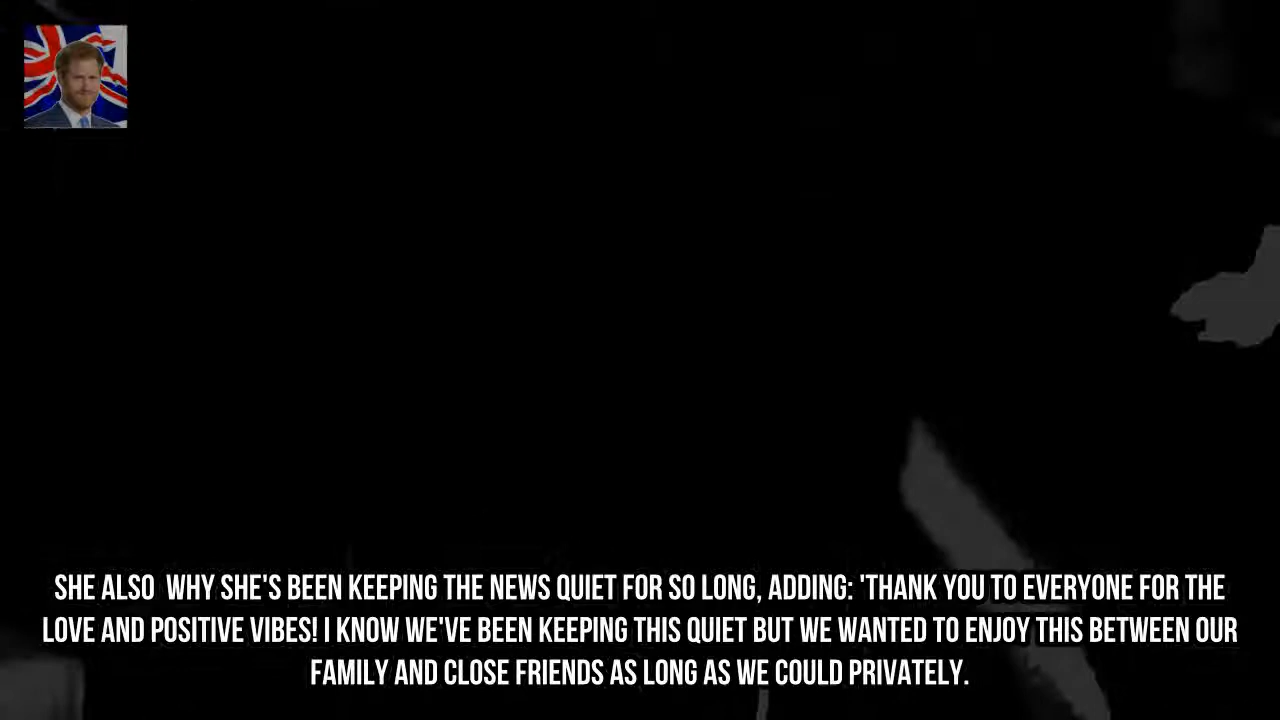 SHE ALSO  WHY SHE'S BEEN KEEPING THE NEWS QUIET FOR SO LONG, ADDING: 'THANK YOU TO EVERYONE FOR THE
LOVE AND POSITIVE VIBES! I KNOW WE'VE BEEN KEEPING THIS QUIET BUT WE WANTED TO ENJOY THIS BETWEEN OUR
FAMILY AND CLOSE FRIENDS AS LONG AS WE COULD PRIVATELY.